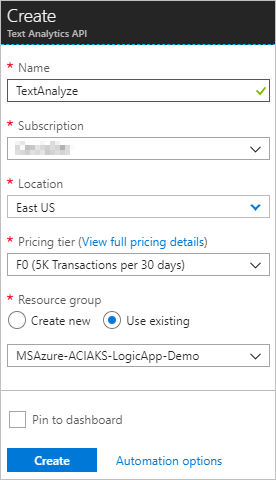 Create
Text Analytics API
* Name
TextAnalyze
* Subscription
* Location
East US
* Pricing tier (View full pricing details)
F0 (5K Transactions per 30 days)
* Resource group
Create new Use existing
MSAzure-ACIAKS-LogicApp-Demo
Pin to dashboard
Create Automation options